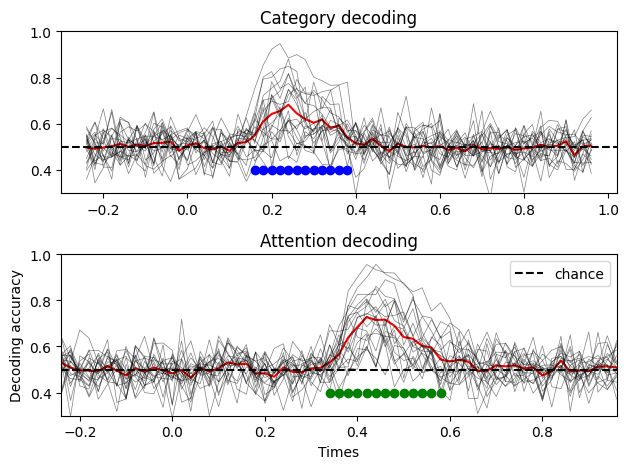 Category decoding
1.0
0.8
0.6
0.4
−0.2 0.0 0.2 0.4 0.6 0.8 1.0
Attention decoding
1.0
0.8
0.6
0.4
Decoding accuracy
chance
−0.2 0.0 0.2 0.4 0.6 0.8
Times